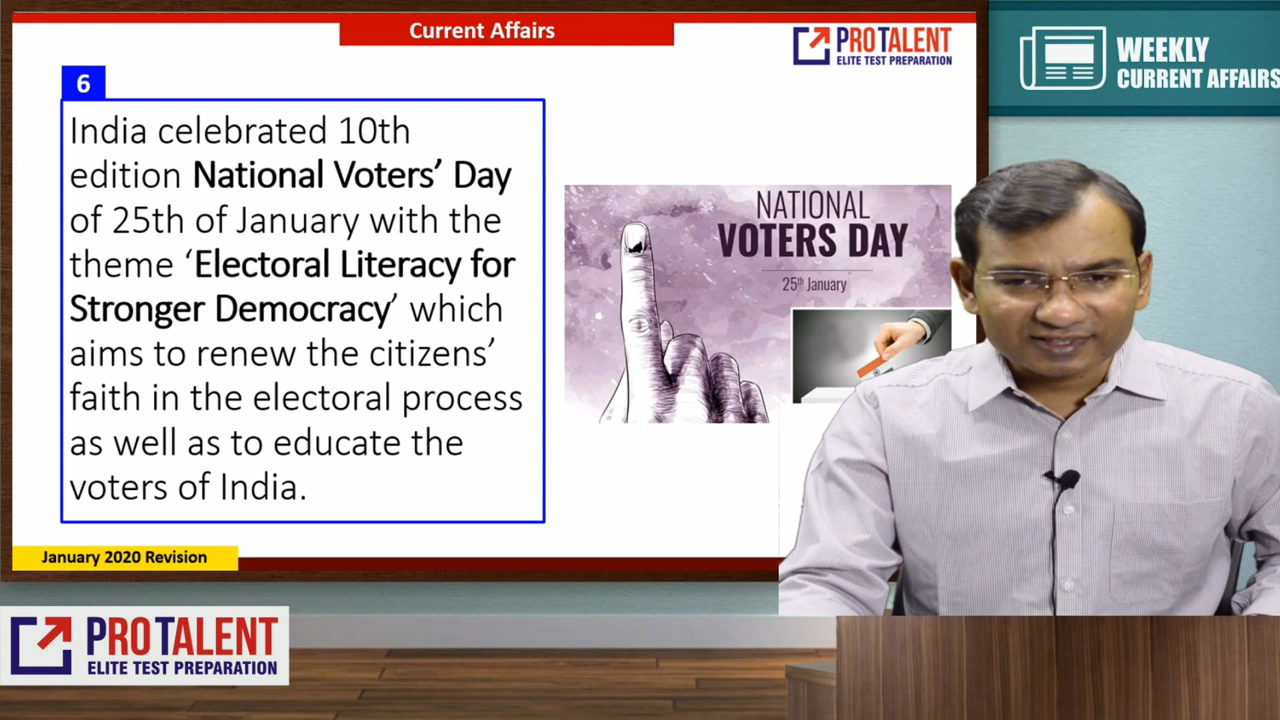 Current Affairs
PROTALENT
ELITE TEST PREPARATION
WEEKLY
CURRENT AFFAIRS
6
India celebrated 10th
edition National Voters’ Day
of 25th of January with the
theme ‘Electoral Literacy for
Stronger Democracy’ which
aims to renew the citizens’
faith in the electoral process
as well as to educate the
voters of India.
NATIONAL
VOTERS DAY
25th January
January 2020 Revision
PROTALENT
ELITE TEST PREPARATION